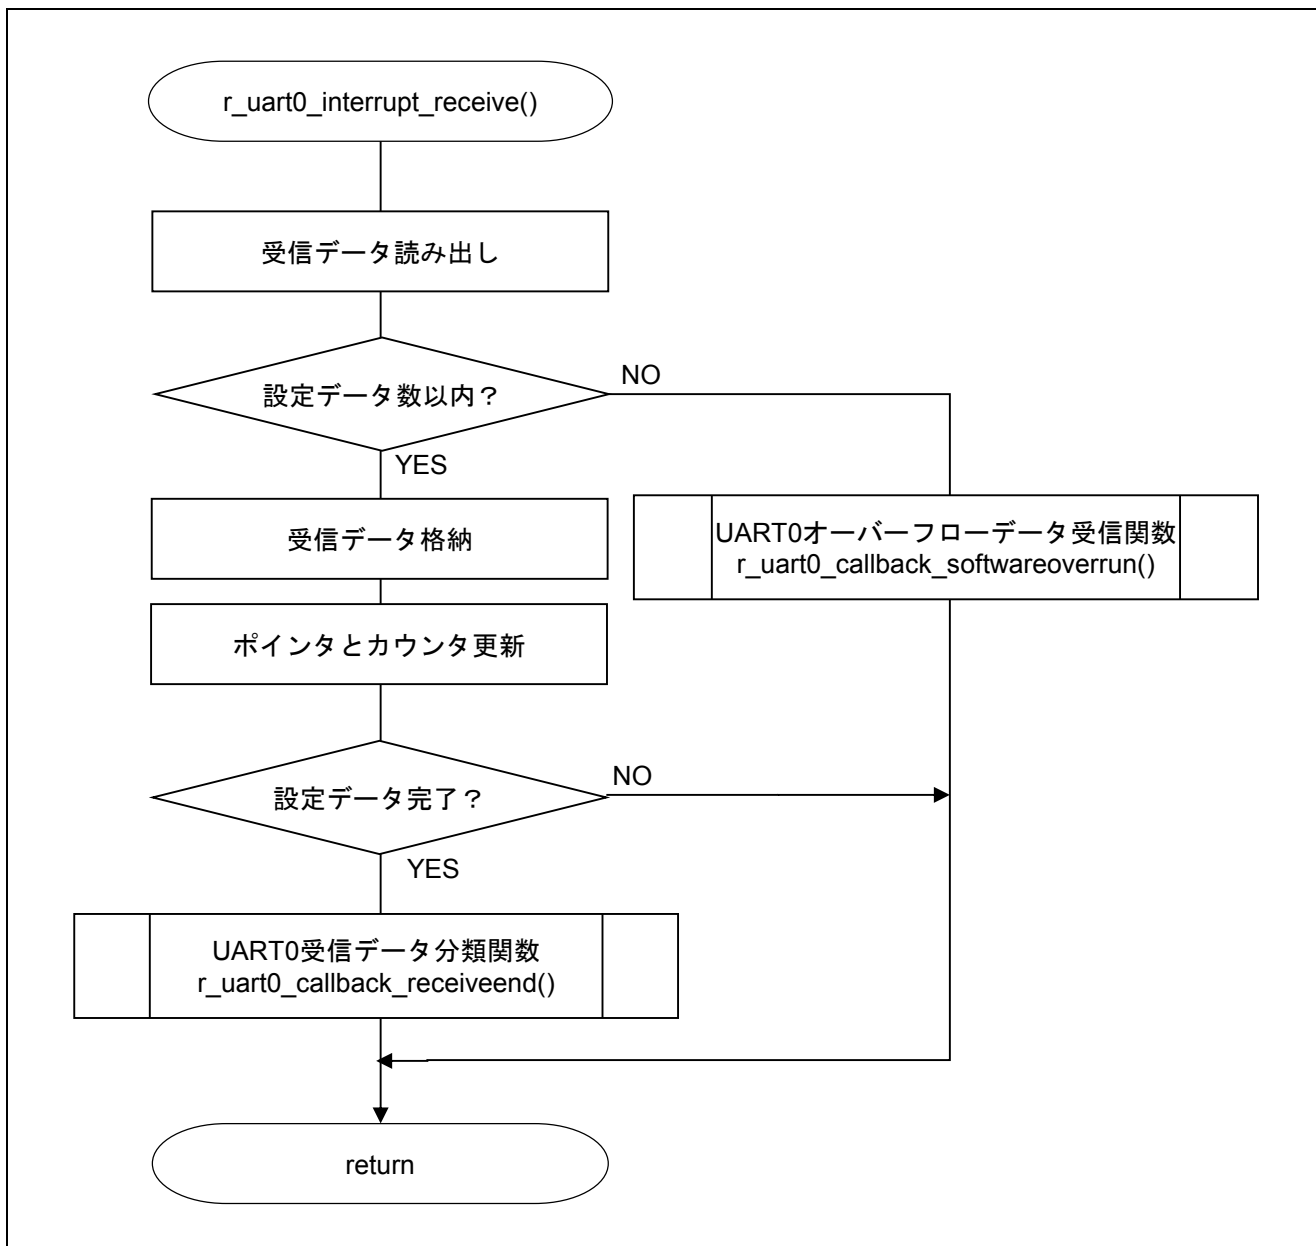 r_uart0_interrupt_receive()
受信データ読み出し
設定データ数以内？
NO
YES
受信データ格納
UART0オーバーフローデータ受信関数
r_uart0_callback_softwareoverrun()
ポインタとカウンタ更新
設定データ完了？
NO
YES
UART0受信データ分類関数
r_uart0_callback_receiveend()
return